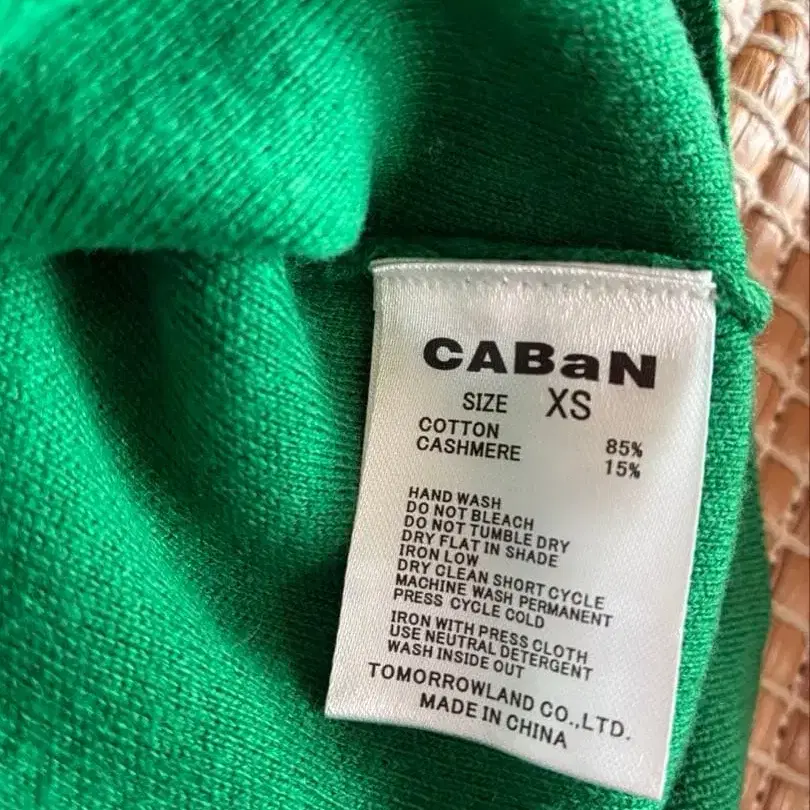 CABaN
SIZE XS
COTTON 85%
CASHMERE 15%
HAND WASH
DO NOT BLEACH
DO NOT TUMBLE DRY
DRY FLAT IN SHADE
IRON LOW
DRY CLEAN SHORT CYCLE
MACHINE WASH PERMANENT
PRESS CYCLE COLD
IRON WITH PRESS CLOTH
USE NEUTRAL DETERGENT
WASH INSIDE OUT
TOMORROWLAND CO.,LTD.
MADE IN CHINA